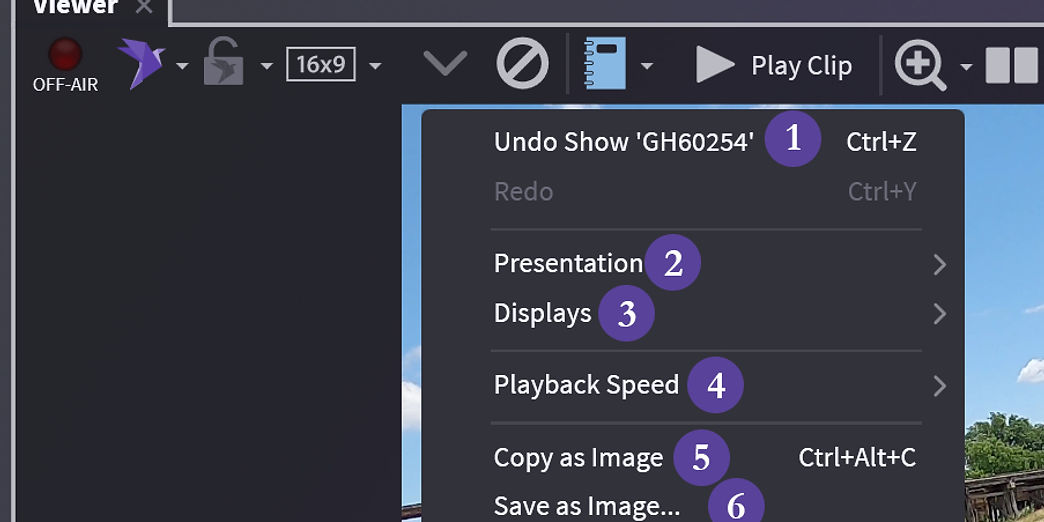 Viewer
OFF-AIR
16x9
Play Clip
Undo Show 'GH60254' 1 Ctrl+Z
Redo Ctrl+Y
Presentation 2
Displays 3
Playback Speed 4
Copy as Image 5 Ctrl+Alt+C
Save as Image... 6